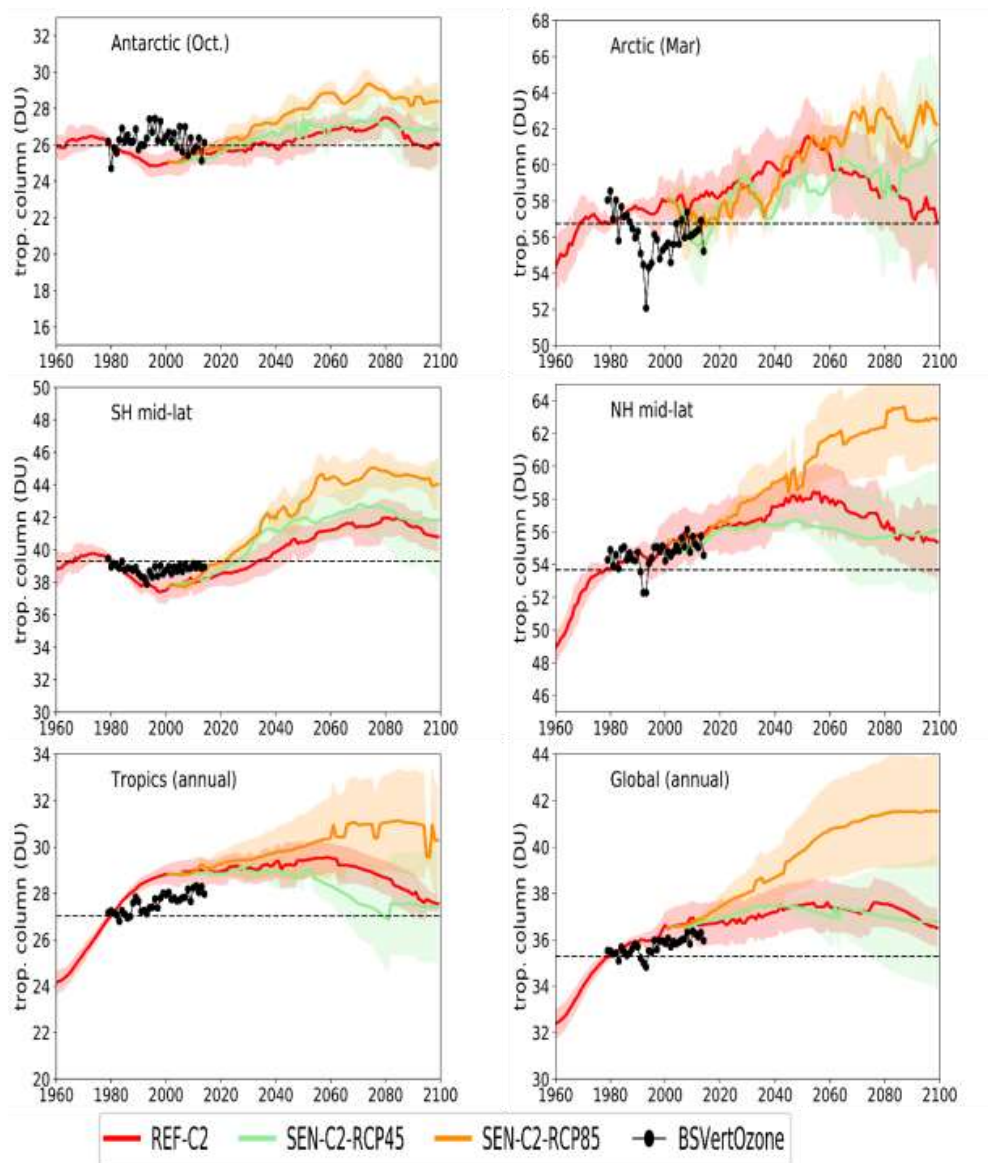 Antarctic (Oct.)
trop. column (DU)
32
30
28
26
24
22
20
18
16
1960 1980 2000 2020 2040 2060 2080 2100
Arctic (Mar)
trop. column (DU)
68
66
64
62
60
58
56
54
52
50
1960 1980 2000 2020 2040 2060 2080 2100
SH mid-lat
trop. column (DU)
50
48
46
44
42
40
38
36
34
32
30
1960 1980 2000 2020 2040 2060 2080 2100
NH mid-lat
trop. column (DU)
64
62
60
58
56
54
52
50
48
46
1960 1980 2000 2020 2040 2060 2080 2100
Tropics (annual)
trop. column (DU)
34
32
30
28
26
24
22
20
1960 1980 2000 2020 2040 2060 2080 2100
Global (annual)
trop. column (DU)
44
42
40
38
36
34
32
30
1960 1980 2000 2020 2040 2060 2080 2100
REF-C2 SEN-C2-RCP45 SEN-C2-RCP85 BSVertOzone